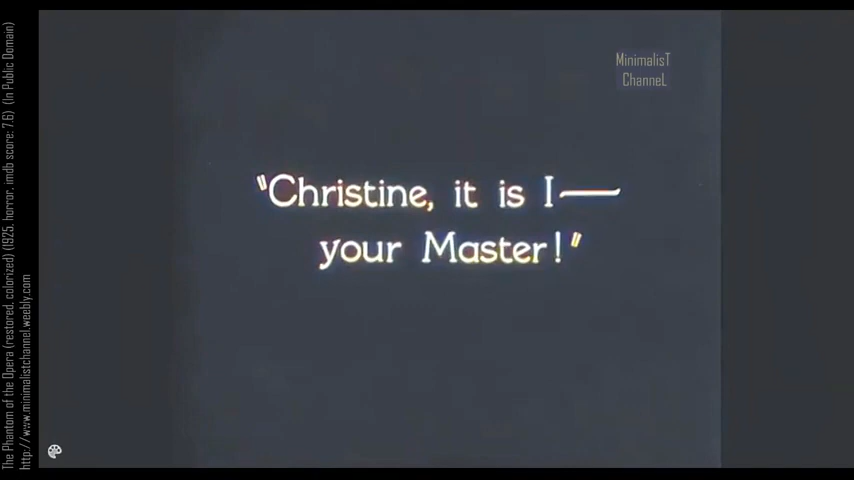 The Phantom of the Opera (restored, colorized) (1925, horror, imdb score: 7.6) (In Public Domain)
http://www.minimalistchannel.weebly.com
MinimalisT
ChanneL
"Christine, it is I—
your Master!"